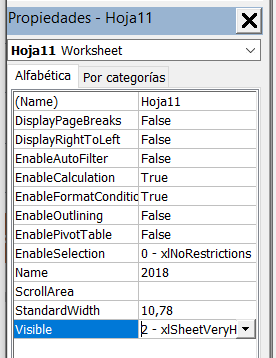 Propiedades - Hoja11
Hoja11 Worksheet
Alfabética Por categorías
(Name) Hoja11
DisplayPageBreaks False
DisplayRightToLeft False
EnableAutoFilter False
EnableCalculation True
EnableFormatConditio True
EnableOutlining False
EnablePivotTable False
EnableSelection 0 - xlNoRestrictions
Name 2018
ScrollArea
StandardWidth 10,78
Visible 2 - xlSheetVeryH